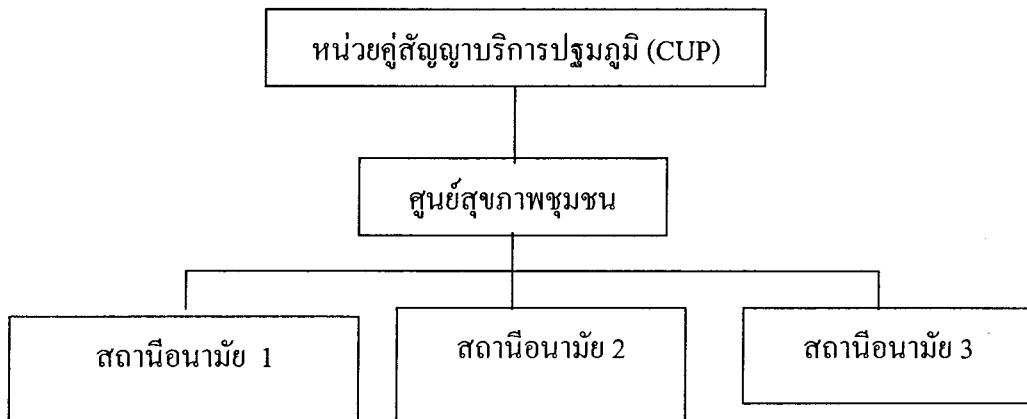 หน่วยคู่สัญญาบริการปฐมภูมิ (CUP)
ศูนย์สุขภาพชุมชน
สถานีอนามัย 1
สถานีอนามัย 2
สถานีอนามัย 3